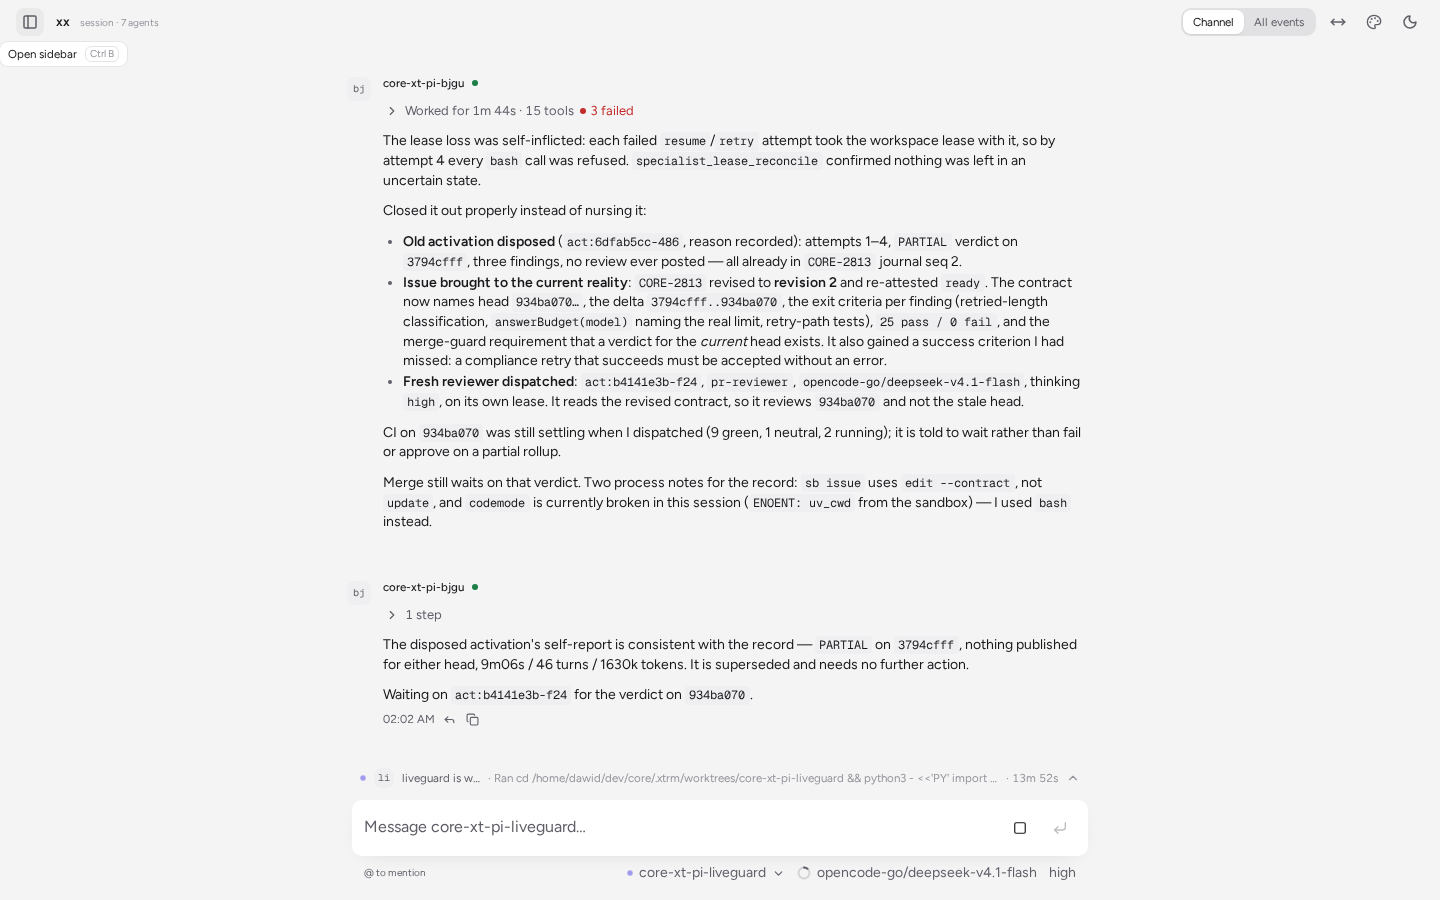 xx session · 7 agents Channel All events
Open sidebar Ctrl B
bj core-xt-pi-bjgu
Worked for 1m 44s · 15 tools 3 failed
The lease loss was self-inflicted: each failed resume / retry attempt took the workspace lease with it, so by
attempt 4 every bash call was refused. specialist_lease_reconcile confirmed nothing was left in an
uncertain state.
Closed it out properly instead of nursing it:
• Old activation disposed ( act:6dfab5cc-486 , reason recorded): attempts 1–4, PARTIAL verdict on
3794cfff , three findings, no review ever posted — all already in CORE-2813 journal seq 2.
• Issue brought to the current reality: CORE-2813 revised to revision 2 and re-attested ready . The contract
now names head 934ba070… , the delta 3794cfff..934ba070 , the exit criteria per finding (retried-length
classification, answerBudget(model) naming the real limit, retry-path tests), 25 pass / 0 fail , and the
merge-guard requirement that a verdict for the current head exists. It also gained a success criterion I had
missed: a compliance retry that succeeds must be accepted without an error.
• Fresh reviewer dispatched: act:b4141e3b-f24 , pr-reviewer , opencode-go/deepseek-v4.1-flash , thinking
high , on its own lease. It reads the revised contract, so it reviews 934ba070 and not the stale head.
CI on 934ba070 was still settling when I dispatched (9 green, 1 neutral, 2 running); it is told to wait rather than fail
or approve on a partial rollup.
Merge still waits on that verdict. Two process notes for the record: sb issue uses edit --contract , not
update , and codemode is currently broken in this session ( ENOENT: uv_cwd from the sandbox) — I used bash
instead.
bj core-xt-pi-bjgu
1 step
The disposed activation's self-report is consistent with the record — PARTIAL on 3794cfff , nothing published
for either head, 9m06s / 46 turns / 1630k tokens. It is superseded and needs no further action.
Waiting on act:b4141e3b-f24 for the verdict on 934ba070 .
02:02 AM
li liveguard is w… · Ran cd /home/dawid/dev/core/.xtrm/worktrees/core-xt-pi-liveguard && python3 - <<'PY' import … · 13m 52s
Message core-xt-pi-liveguard…
@ to mention core-xt-pi-liveguard opencode-go/deepseek-v4.1-flash high